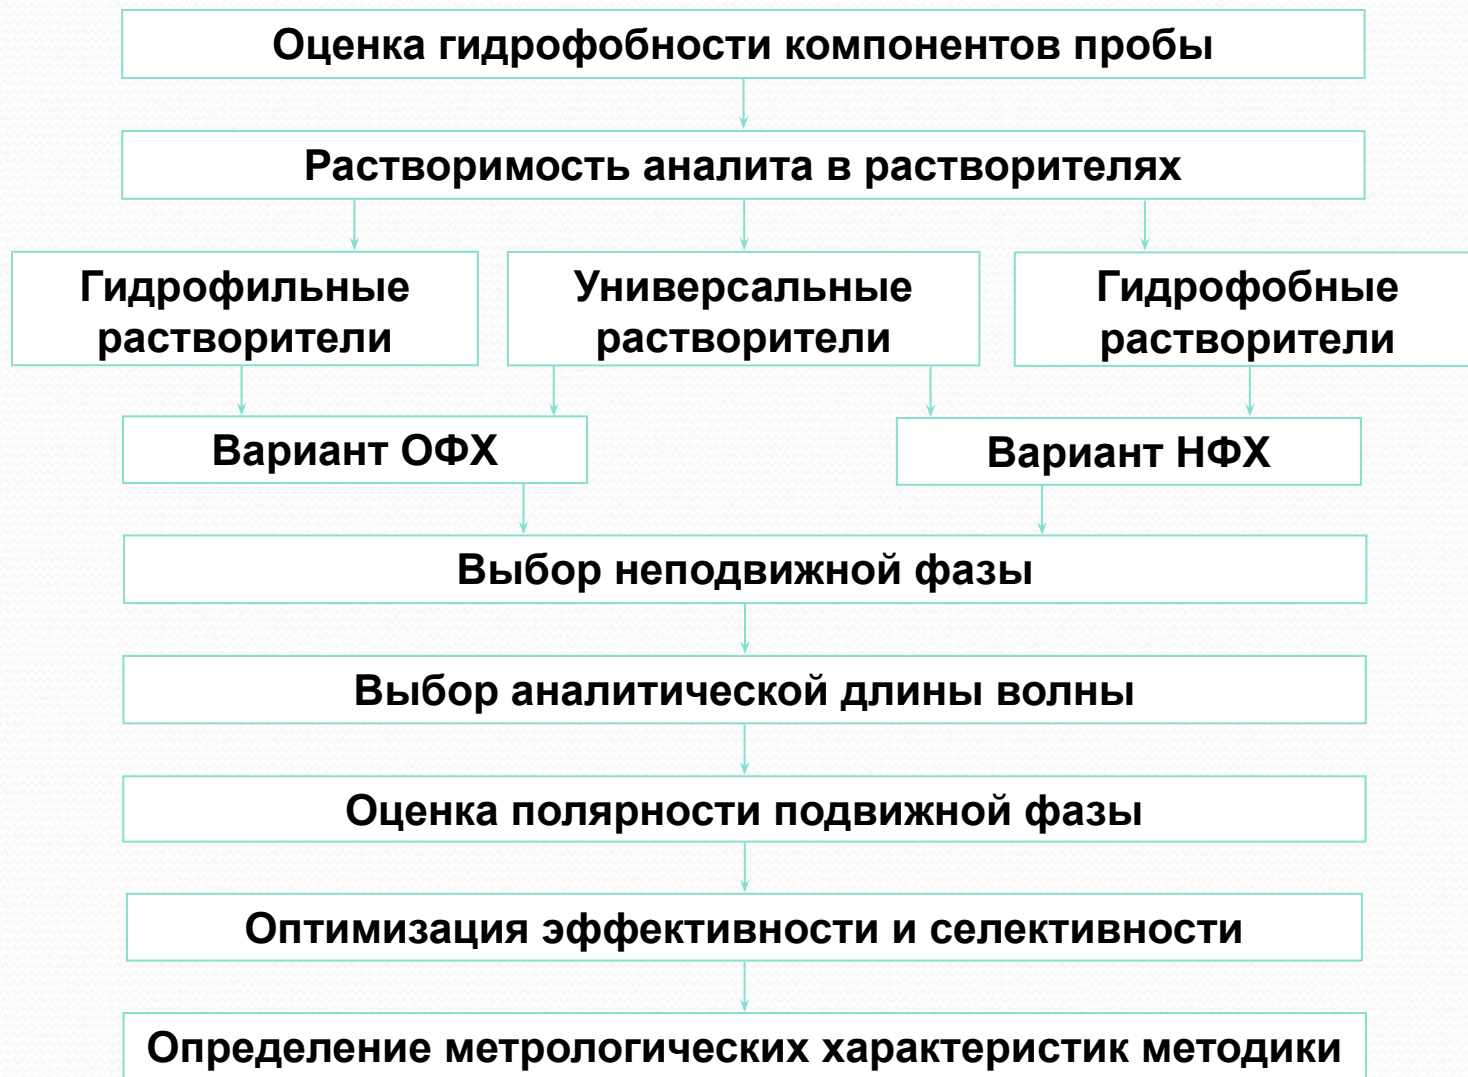 Оценка гидрофобности компонентов пробы
Растворимость аналита в растворителях
Гидрофильные
растворители
Универсальные
растворители
Гидрофобные
растворители
Вариант ОФХ
Вариант НФХ
Выбор неподвижной фазы
Выбор аналитической длины волны
Оценка полярности подвижной фазы
Оптимизация эффективности и селективности
Определение метрологических характеристик методики